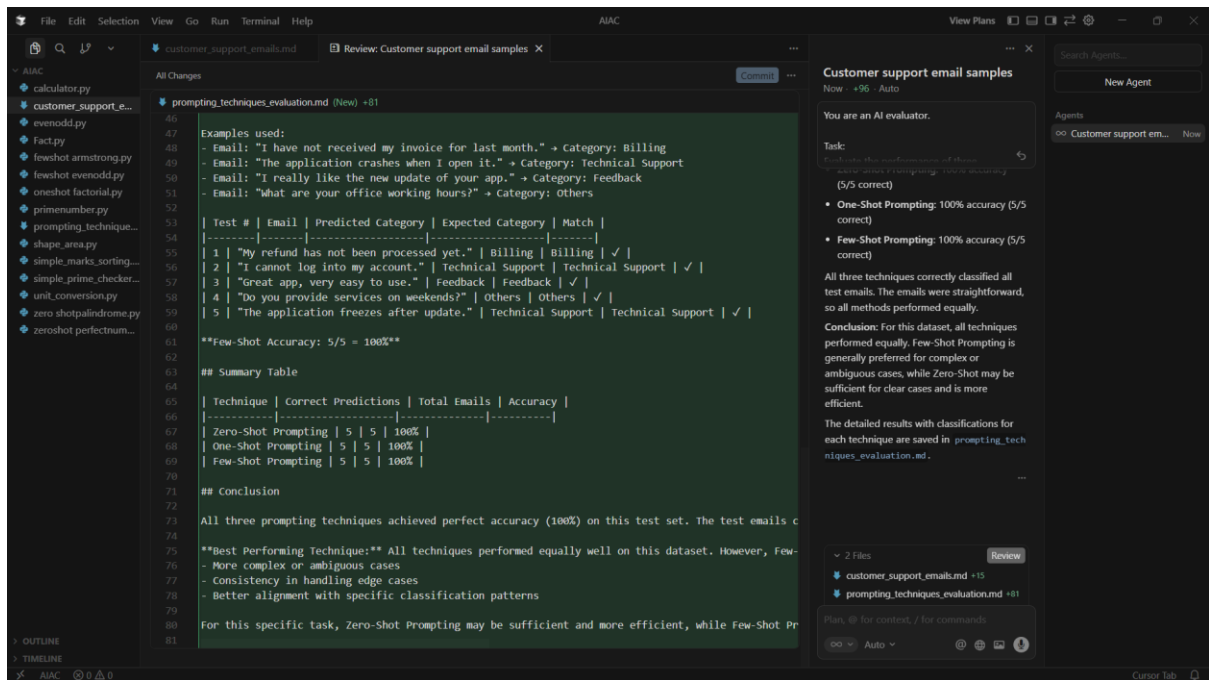 File Edit Selection View Go Run Terminal Help
AIAC
View Plans
customer_support_emails.md
Review: Customer support email samples
Search Agents...
AIAC
All Changes
Commit
Customer support email samples
Now · +96 · Auto
New Agent
calculator.py
customer_support_e...
evenodd.py
Fact.py
fewshot armstrong.py
fewshot evenodd.py
oneshot factorial.py
primenumber.py
prompting_technique...
shape_area.py
simple_marks_sorting....
simple_prime_checker...
unit_conversion.py
zero shotpalindrome.py
zeroshot perfectnum...
OUTLINE
TIMELINE
prompting_techniques_evaluation.md (New) +81
46
47 Examples used:
48 - Email: "I have not received my invoice for last month." → Category: Billing
49 - Email: "The application crashes when I open it." → Category: Technical Support
50 - Email: "I really like the new update of your app." → Category: Feedback
51 - Email: "What are your office working hours?" → Category: Others
52
53 | Test # | Email | Predicted Category | Expected Category | Match |
54 |--------|-------|-------------------|------------------|-------|
55 | 1 | "My refund has not been processed yet." | Billing | Billing | ✓ |
56 | 2 | "I cannot log into my account." | Technical Support | Technical Support | ✓ |
57 | 3 | "Great app, very easy to use." | Feedback | Feedback | ✓ |
58 | 4 | "Do you provide services on weekends?" | Others | Others | ✓ |
59 | 5 | "The application freezes after update." | Technical Support | Technical Support | ✓ |
60
61 **Few-Shot Accuracy: 5/5 = 100%**
62
63 ## Summary Table
64
65 | Technique | Correct Predictions | Total Emails | Accuracy |
66 |-----------|-------------------|--------------|----------|
67 | Zero-Shot Prompting | 5 | 5 | 100% |
68 | One-Shot Prompting | 5 | 5 | 100% |
69 | Few-Shot Prompting | 5 | 5 | 100% |
70
71 ## Conclusion
72
73 All three prompting techniques achieved perfect accuracy (100%) on this test set. The test emails c
74
75 **Best Performing Technique:** All techniques performed equally well on this dataset. However, Few-
76 - More complex or ambiguous cases
77 - Consistency in handling edge cases
78 - Better alignment with specific classification patterns
79
80 For this specific task, Zero-Shot Prompting may be sufficient and more efficient, while Few-Shot Pr
81
You are an AI evaluator.
Task:
Evaluate the performance of three
Zero-Shot Prompting: 100% accuracy
(5/5 correct)
• One-Shot Prompting: 100% accuracy (5/5
correct)
• Few-Shot Prompting: 100% accuracy (5/5
correct)
All three techniques correctly classified all
test emails. The emails were straightforward,
so all methods performed equally.
Conclusion: For this dataset, all techniques
performed equally. Few-Shot Prompting is
generally preferred for complex or
ambiguous cases, while Zero-Shot may be
sufficient for clear cases and is more
efficient.
The detailed results with classifications for
each technique are saved in prompting_tech
niques_evaluation.md.
2 Files
Review
customer_support_emails.md +15
prompting_techniques_evaluation.md +81
Plan, @ for context, / for commands
Auto
Agents
Customer support em... Now
AIAC 0 0
Cursor Tab